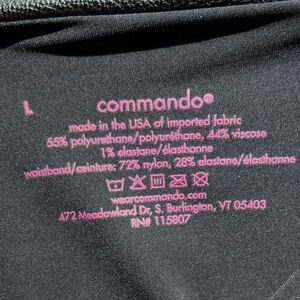 L
commando®
made in the USA of imported fabric
55% polyurethane/polyuréthane, 44% viscose
1% elastane/élasthanne
waistband/ceinture: 72% nylon, 28% elastane/élasthanne
wearcommando.com
472 Meadowland Dr, S. Burlington, VT 05403
RN# 115807